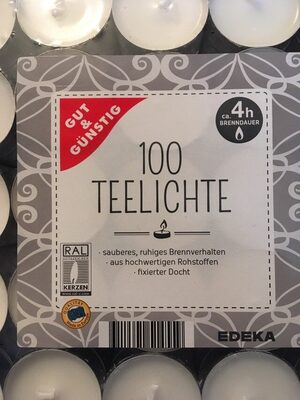 GUT &
GÜNSTIG
ca. 4h
BRENNDAUER
100
TEELICHTE
· sauberes, ruhiges Brennverhalten
· aus hochwertigen Rohstoffen
· fixierter Docht
RAL
KERZEN
EDEKA